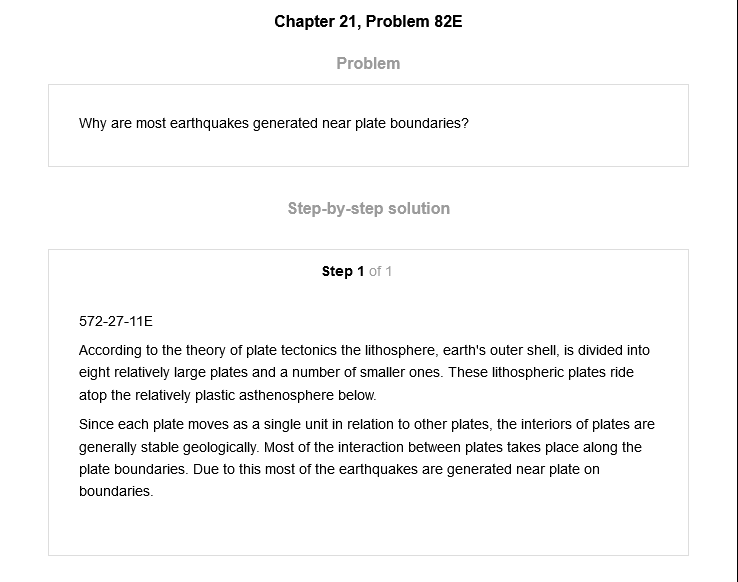 Chapter 21, Problem 82E
Problem
Why are most earthquakes generated near plate boundaries?
Step-by-step solution
Step 1 of 1
572-27-11E
According to the theory of plate tectonics the lithosphere, earth's outer shell, is divided into
eight relatively large plates and a number of smaller ones. These lithospheric plates ride
atop the relatively plastic asthenosphere below.
Since each plate moves as a single unit in relation to other plates, the interiors of plates are
generally stable geologically. Most of the interaction between plates takes place along the
plate boundaries. Due to this most of the earthquakes are generated near plate on
boundaries.